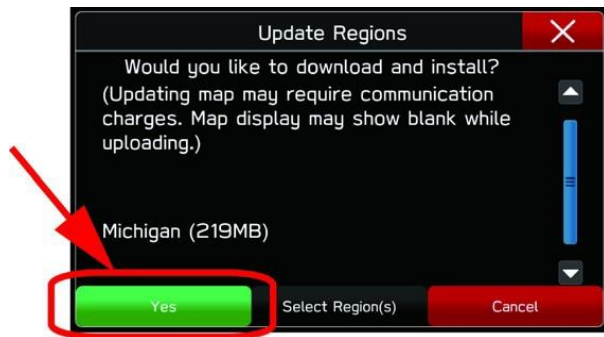 Update Regions
Would you like to download and install?
(Updating map may require communication
charges. Map display may show blank while
uploading.)
Michigan (219MB)
Yes
Select Region(s)
Cancel